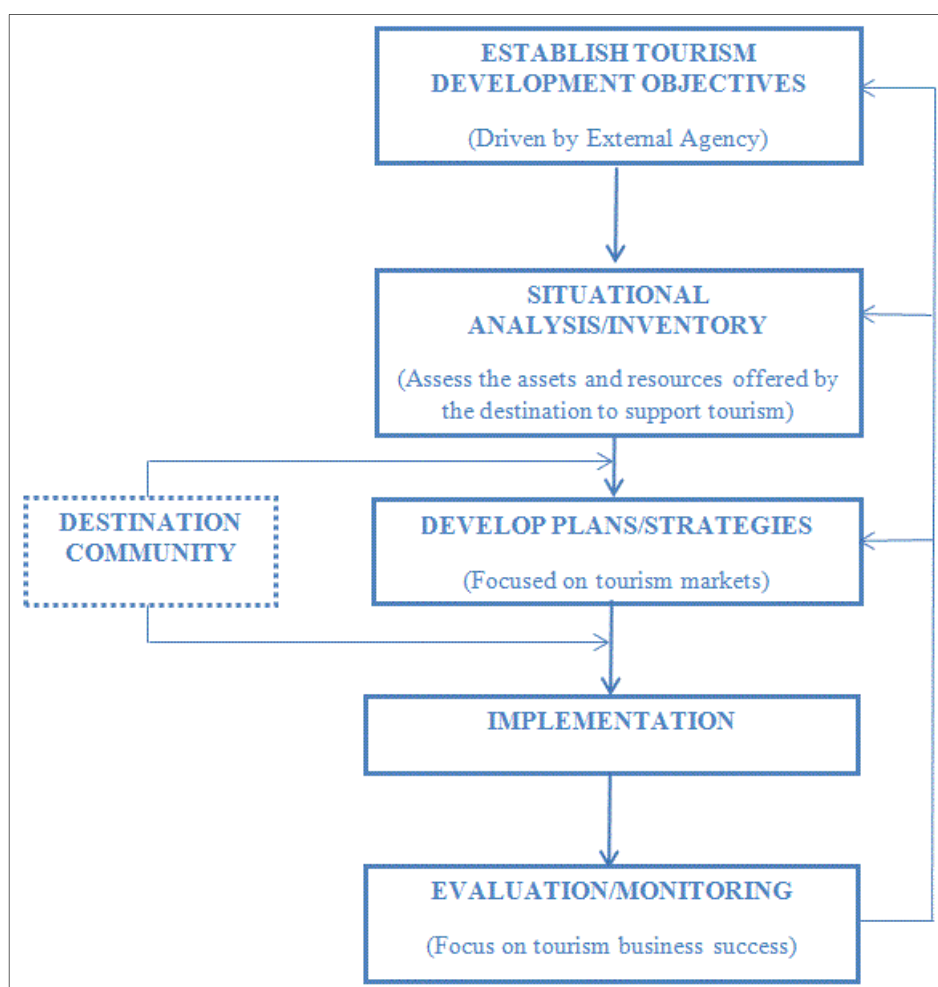 ESTABLISH TOURISM
DEVELOPMENT OBJECTIVES
(Driven by External Agency)
SITUATIONAL
ANALYSIS/INVENTORY
(Assess the assets and resources offered by
the destination to support tourism)
DESTINATION
COMMUNITY
DEVELOP PLANS/STRATEGIES
(Focused on tourism markets)
IMPLEMENTATION
EVALUATION/MONITORING
(Focus on tourism business success)